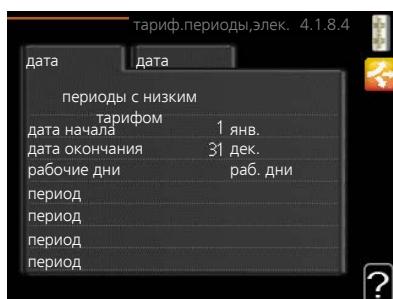 тариф.периоды,элек. 4.1.8.4
дата дата
периоды с низким
тарифом
дата начала 1 янв.
дата окончания 31 дек.
рабочие дни раб. дни
период
период
период
период
?